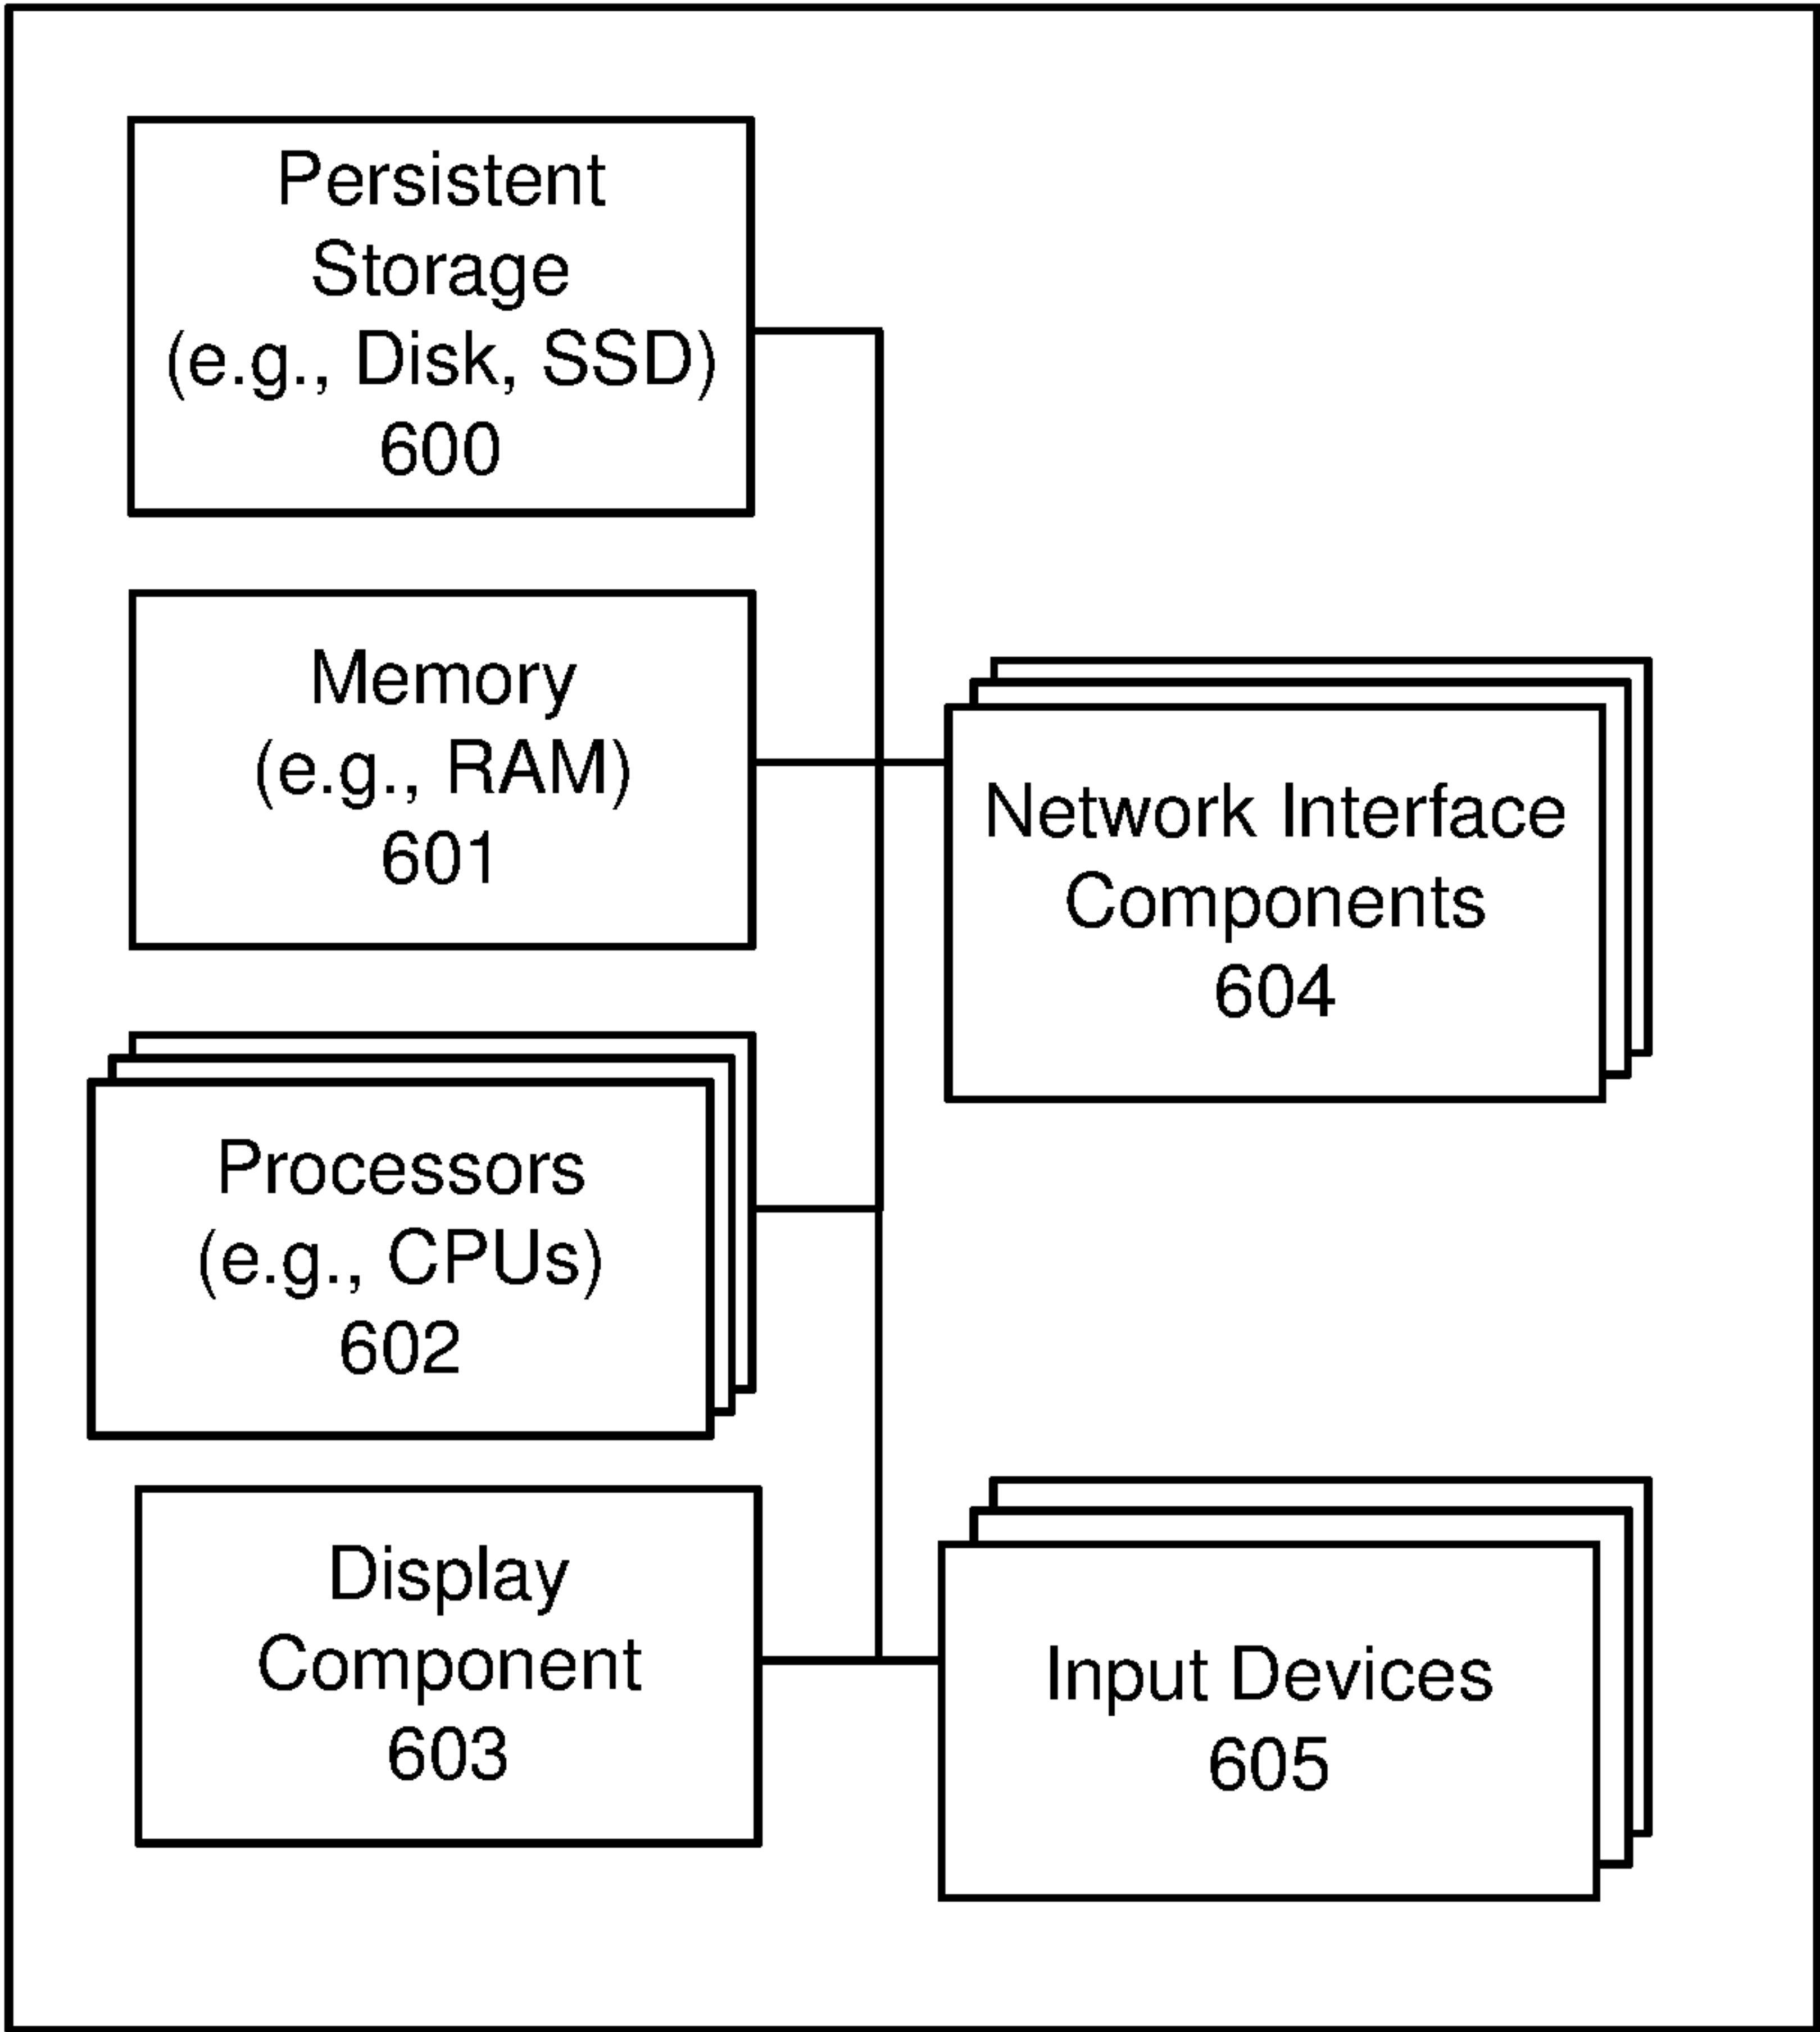 Persistent
Storage
(e.g., Disk, SSD)
600
Memory
(e.g., RAM)
601
Processors
(e.g., CPUs)
602
Display
Component
603
Network Interface
Components
604
Input Devices
605